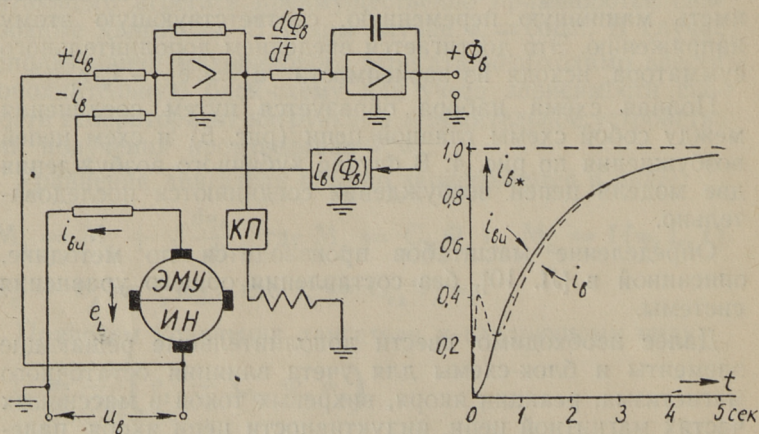 +u_в
-i_в
-dΦ_в/dt
+Φ_в
>
>
i_в(Φ_в)
КП
i_ви
ЭМУ
ИН
e_L
u_в
1,0
0,8
0,6
0,4
0,2
i_в*
i_ви
i_в
t
0 1 2 3 4 5 сек